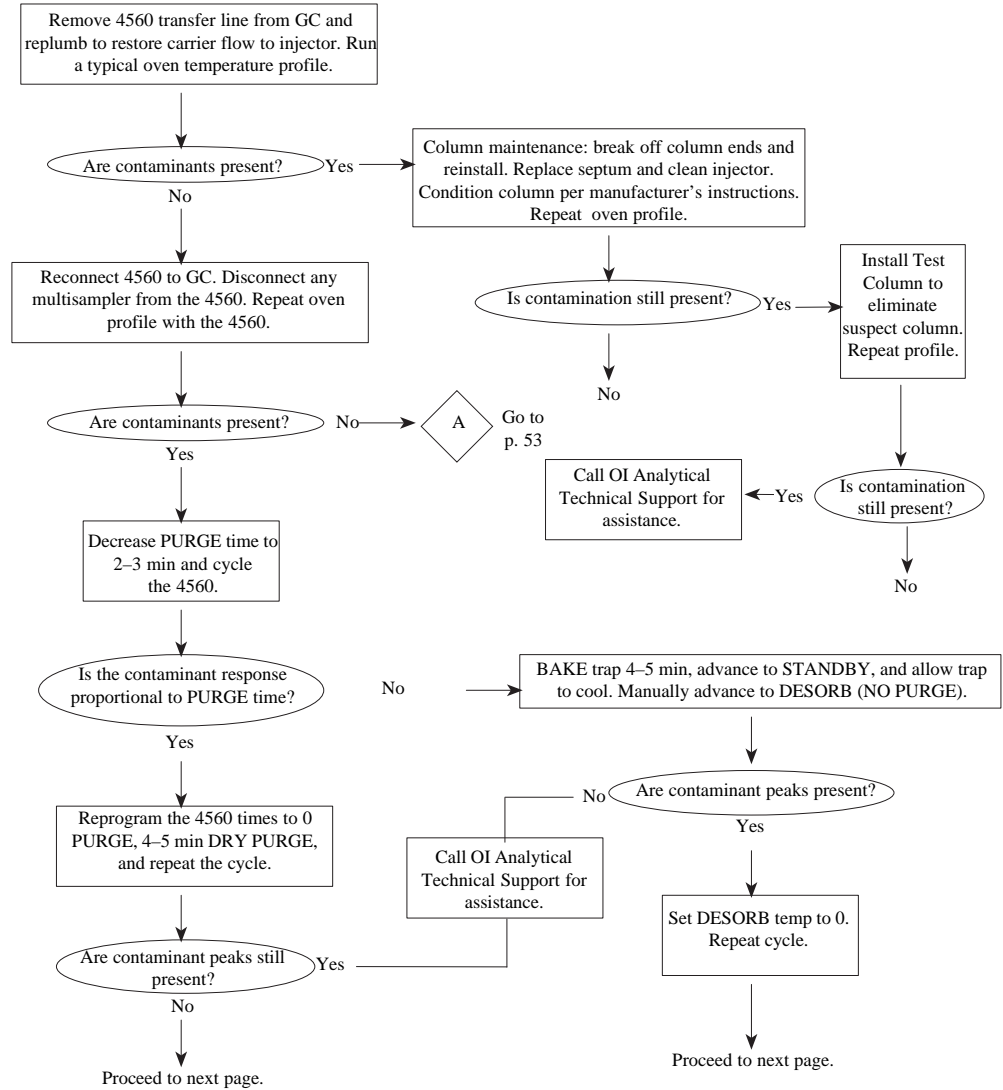 Remove 4560 transfer line from GC and
replumb to restore carrier flow to injector. Run
a typical oven temperature profile.
Are contaminants present?
Yes
No
Column maintenance: break off column ends and
reinstall. Replace septum and clean injector.
Condition column per manufacturer’s instructions.
Repeat oven profile.
Reconnect 4560 to GC. Disconnect any
multisampler from the 4560. Repeat oven
profile with the 4560.
Is contamination still present?
Yes
No
Install Test
Column to
eliminate
suspect column.
Repeat profile.
Are contaminants present?
No
A
Go to
p. 53
Yes
Is contamination
still present?
Yes
No
Call OI Analytical
Technical Support for
assistance.
Decrease PURGE time to
2–3 min and cycle
the 4560.
Is the contaminant response
proportional to PURGE time?
No
Yes
BAKE trap 4–5 min, advance to STANDBY, and allow trap
to cool. Manually advance to DESORB (NO PURGE).
Are contaminant peaks present?
No
Yes
Reprogram the 4560 times to 0
PURGE, 4–5 min DRY PURGE,
and repeat the cycle.
Call OI Analytical
Technical Support for
assistance.
Set DESORB temp to 0.
Repeat cycle.
Are contaminant peaks still
present?
Yes
No
Proceed to next page.
Proceed to next page.